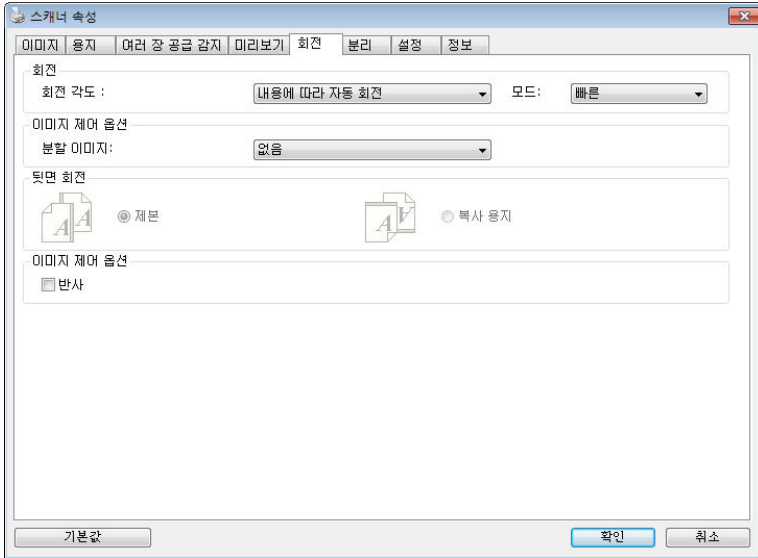 스캐너 속성
이미지 용지 여러 장 공급 감지 미리보기 회전 분리 설정 정보
회전
회전 각도 : 내용에 따라 자동 회전 모드: 빠른
이미지 제어 옵션
분할 이미지: 없음
뒷면 회전
A A 제본 A A 복사 용지
이미지 제어 옵션
반사
기본값 확인 취소